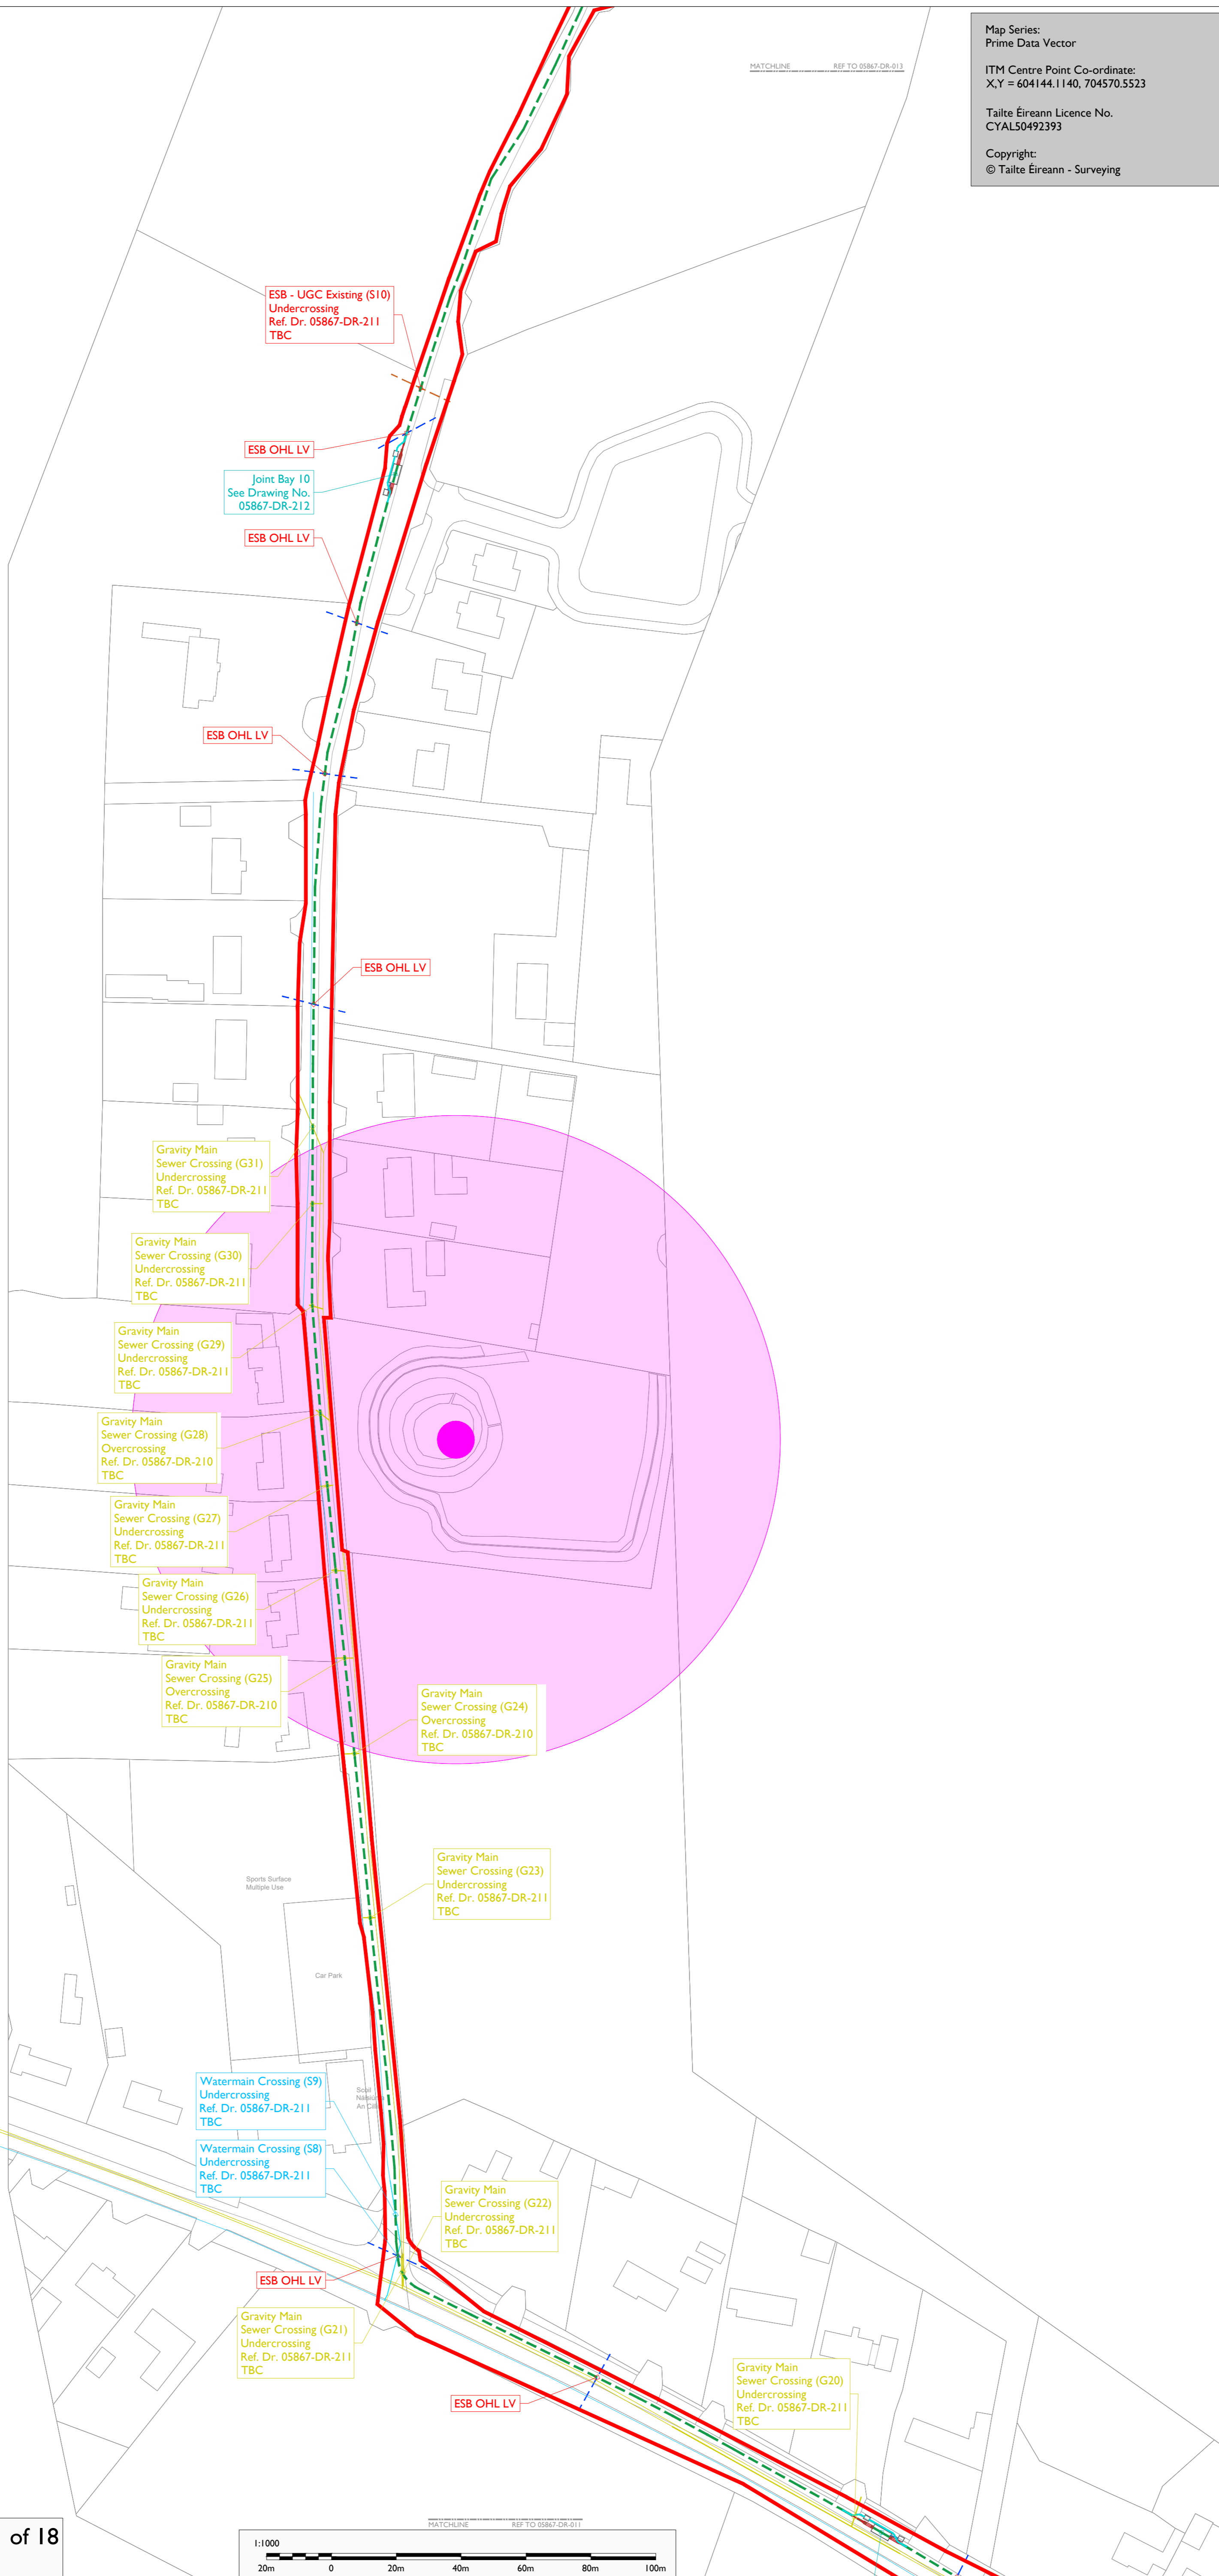 MATCHLINE REF TO 05867-DR-013
Map Series:
Prime Data Vector
ITM Centre Point Co-ordinate:
X,Y = 604144.1140, 704570.5523
Tailte Éireann Licence No.
CYAL50492393
Copyright:
© Tailte Éireann - Surveying
ESB - UGC Existing (S10)
Undercrossing
Ref. Dr. 05867-DR-211
TBC
ESB OHL LV
Joint Bay 10
See Drawing No.
05867-DR-212
ESB OHL LV
ESB OHL LV
ESB OHL LV
Gravity Main
Sewer Crossing (G31)
Undercrossing
Ref. Dr. 05867-DR-211
TBC
Gravity Main
Sewer Crossing (G30)
Undercrossing
Ref. Dr. 05867-DR-211
TBC
Gravity Main
Sewer Crossing (G29)
Undercrossing
Ref. Dr. 05867-DR-211
TBC
Gravity Main
Sewer Crossing (G28)
Overcrossing
Ref. Dr. 05867-DR-210
TBC
Gravity Main
Sewer Crossing (G27)
Undercrossing
Ref. Dr. 05867-DR-211
TBC
Gravity Main
Sewer Crossing (G26)
Undercrossing
Ref. Dr. 05867-DR-211
TBC
Gravity Main
Sewer Crossing (G25)
Overcrossing
Ref. Dr. 05867-DR-210
TBC
Gravity Main
Sewer Crossing (G24)
Overcrossing
Ref. Dr. 05867-DR-210
TBC
Gravity Main
Sewer Crossing (G23)
Undercrossing
Ref. Dr. 05867-DR-211
TBC
Sports Surface
Multiple Use
Car Park
Watermain Crossing (S9)
Undercrossing
Ref. Dr. 05867-DR-211
TBC
Scoil
An
Watermain Crossing (S8)
Undercrossing
Ref. Dr. 05867-DR-211
TBC
Gravity Main
Sewer Crossing (G22)
Undercrossing
Ref. Dr. 05867-DR-211
TBC
ESB OHL LV
Gravity Main
Sewer Crossing (G21)
Undercrossing
Ref. Dr. 05867-DR-211
TBC
ESB OHL LV
Gravity Main
Sewer Crossing (G20)
Undercrossing
Ref. Dr. 05867-DR-211
TBC
MATCHLINE REF TO 05867-DR-011
of 18
1:1000
20m 0 20m 40m 60m 80m 100m